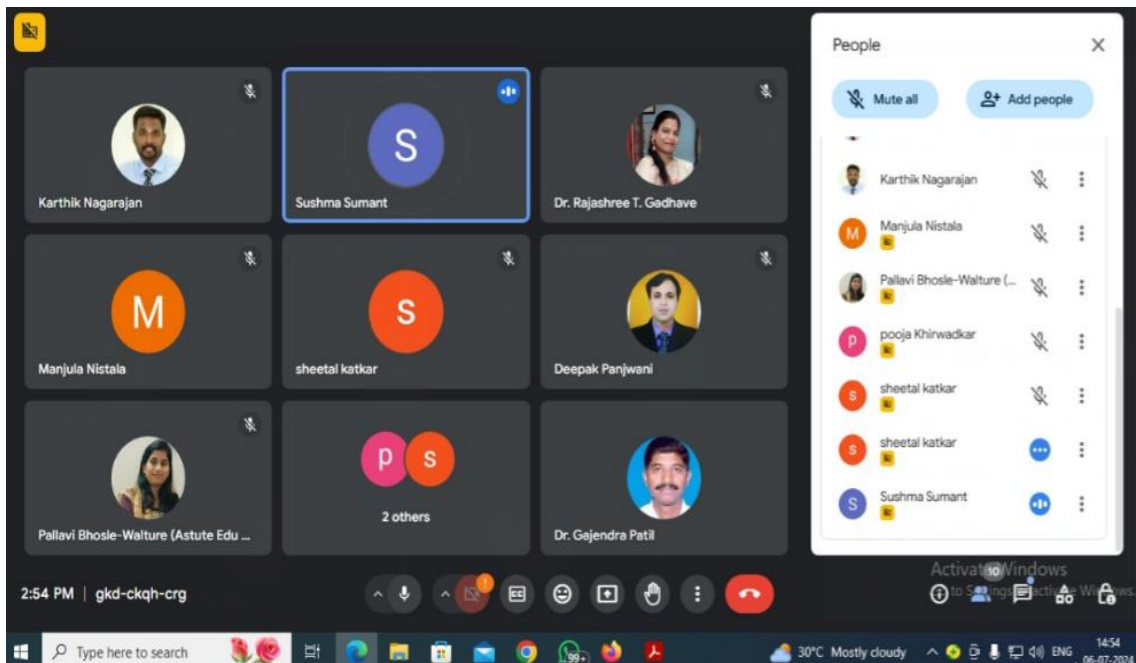 People
Mute all
Add people
Karthik Nagarajan
S
Sushma Sumant
Dr. Rajashree T. Gadhave
M
Manjula Nistala
s
sheetal katkar
Deepak Panjwani
Pallavi Bhosle-Walture (Astute Edu ...
p s
2 others
Dr. Gajendra Patil
Karthik Nagarajan
M
Manjula Nistala
Pallavi Bhosle-Walture (...
p
pooja Khirwadkar
s
sheetal katkar
s
sheetal katkar
S
Sushma Sumant
2:54 PM | gkd-ckqh-crg
CC
10
Type here to search
99+
30°C Mostly cloudy
ENG
14:54
06-07-2024